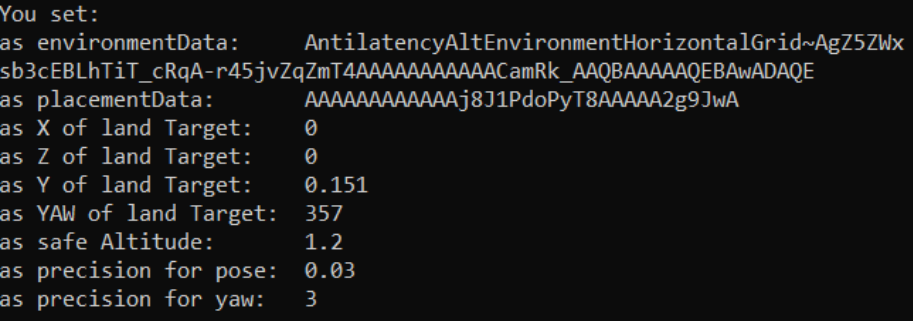 You set:
as environmentData: AntilatencyAltEnvironmentHorizontalGrid~AgZ5ZWx
sb3cEBLhTiT_cRqA-r45jvZqZmT4AAAAAAAAAAACamRk_AAQBAAAAAQEBAwADAQE
as placementData: AAAAAAAAAAAAj8J1PdoPyT8AAAAA2g9JwA
as X of land Target: 0
as Z of land Target: 0
as Y of land Target: 0.151
as YAW of land Target: 357
as safe Altitude: 1.2
as precision for pose: 0.03
as precision for yaw: 3